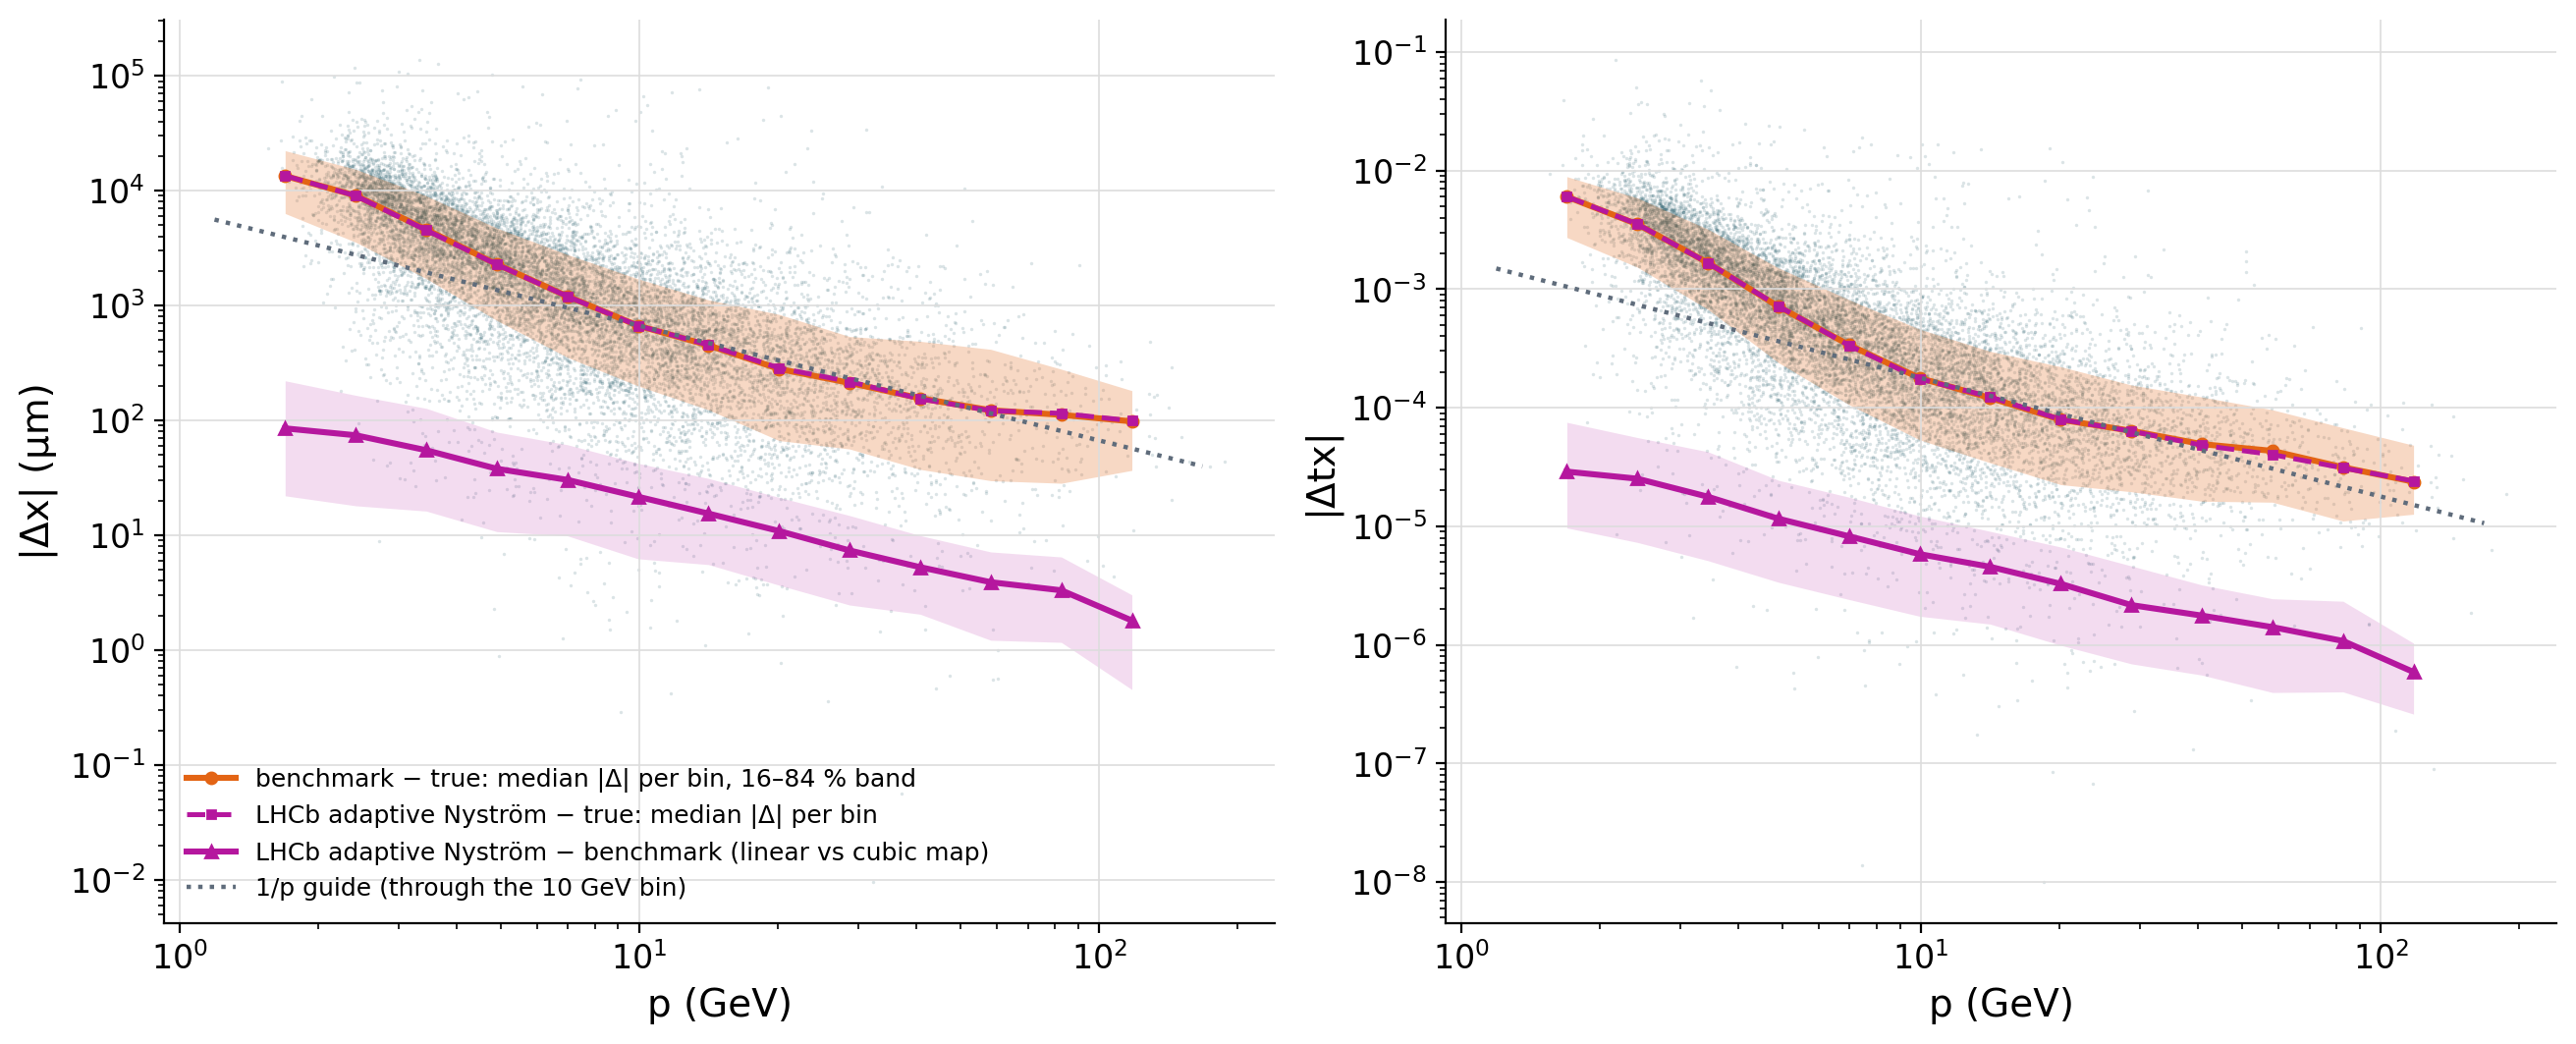 |Δx| (μm)
10⁵
10⁴
10³
10²
10¹
10⁰
10⁻¹
10⁻²
benchmark − true: median |Δ| per bin, 16–84 % band
LHCb adaptive Nyström − true: median |Δ| per bin
LHCb adaptive Nyström − benchmark (linear vs cubic map)
1/p guide (through the 10 GeV bin)
10⁰ 10¹ 10²
p (GeV)
|Δtx|
10⁻¹
10⁻²
10⁻³
10⁻⁴
10⁻⁵
10⁻⁶
10⁻⁷
10⁻⁸
10⁰ 10¹ 10²
p (GeV)